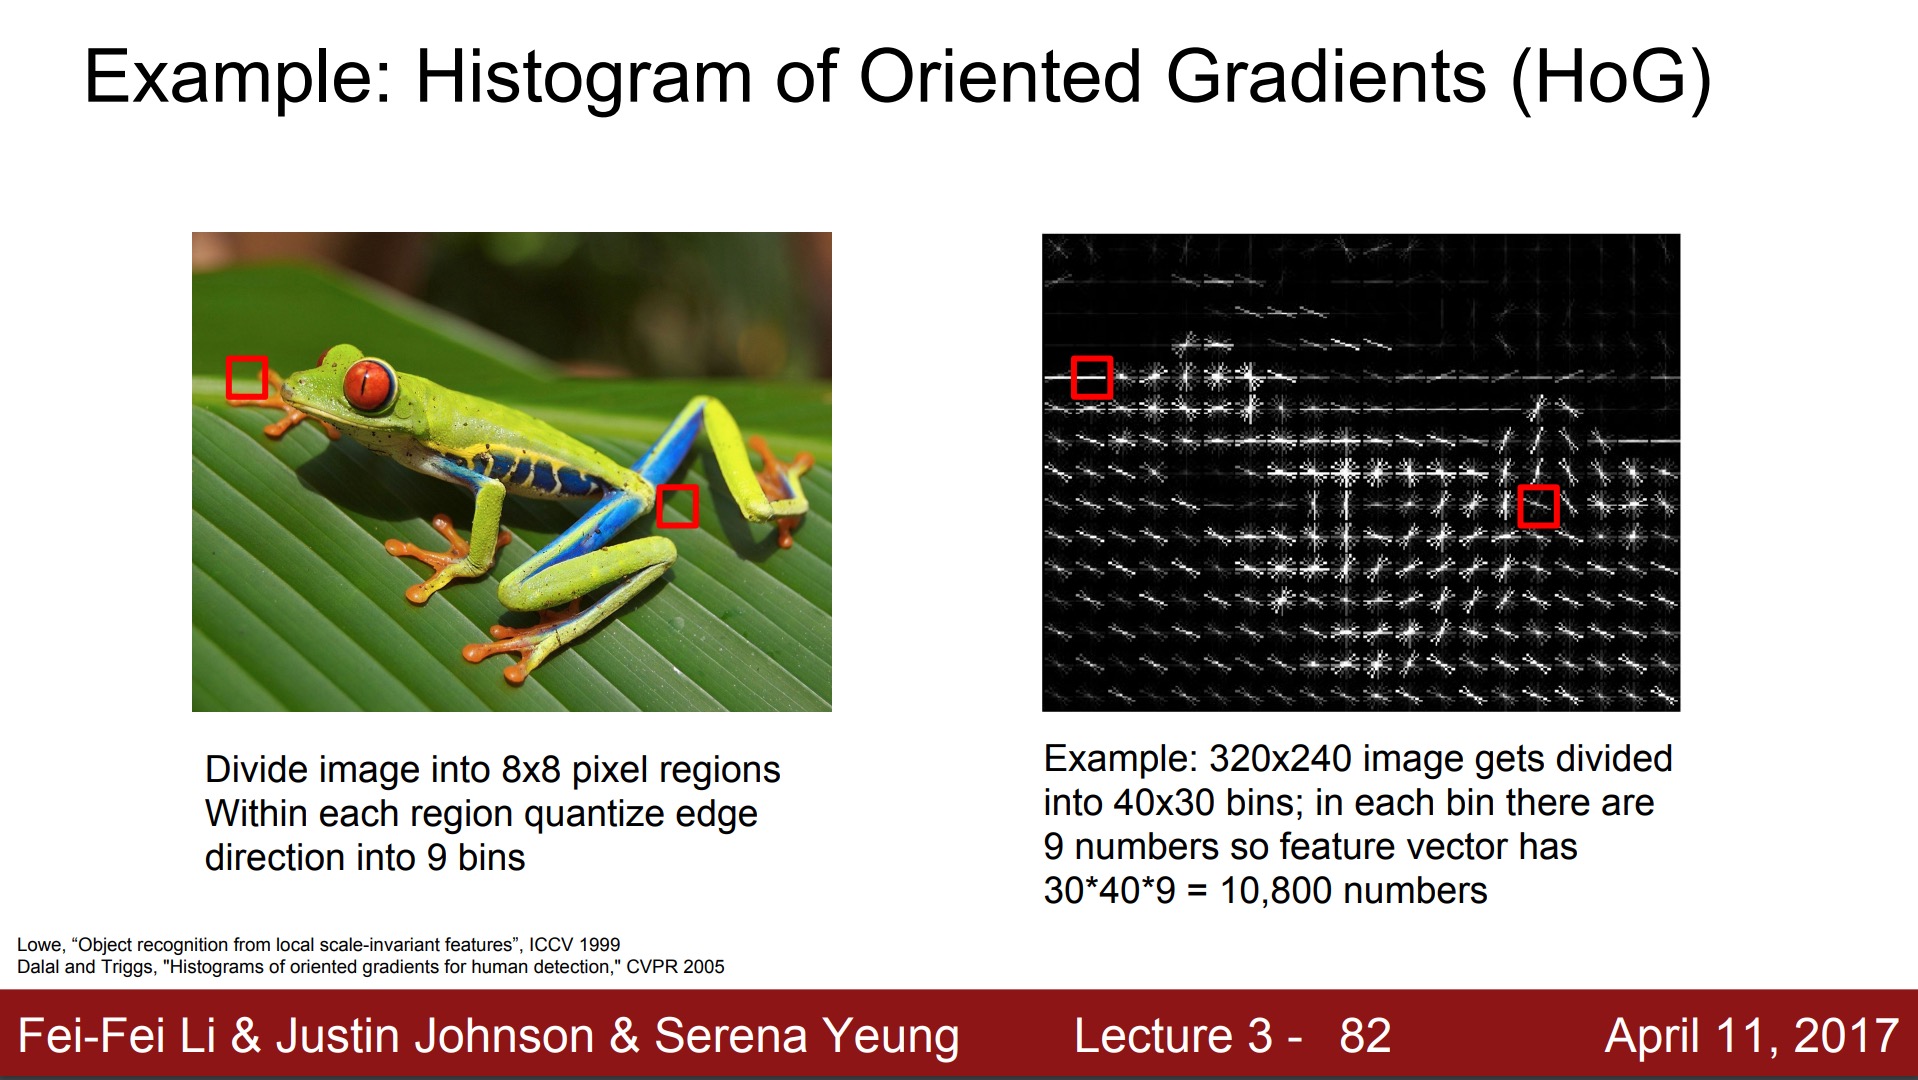 Example: Histogram of Oriented Gradients (HoG)
Divide image into 8x8 pixel regions
Within each region quantize edge
direction into 9 bins
Example: 320x240 image gets divided
into 40x30 bins; in each bin there are
9 numbers so feature vector has
30*40*9 = 10,800 numbers
Lowe, “Object recognition from local scale-invariant features”, ICCV 1999
Dalal and Triggs, "Histograms of oriented gradients for human detection," CVPR 2005
Fei-Fei Li & Justin Johnson & Serena Yeung Lecture 3 - 82 April 11, 2017